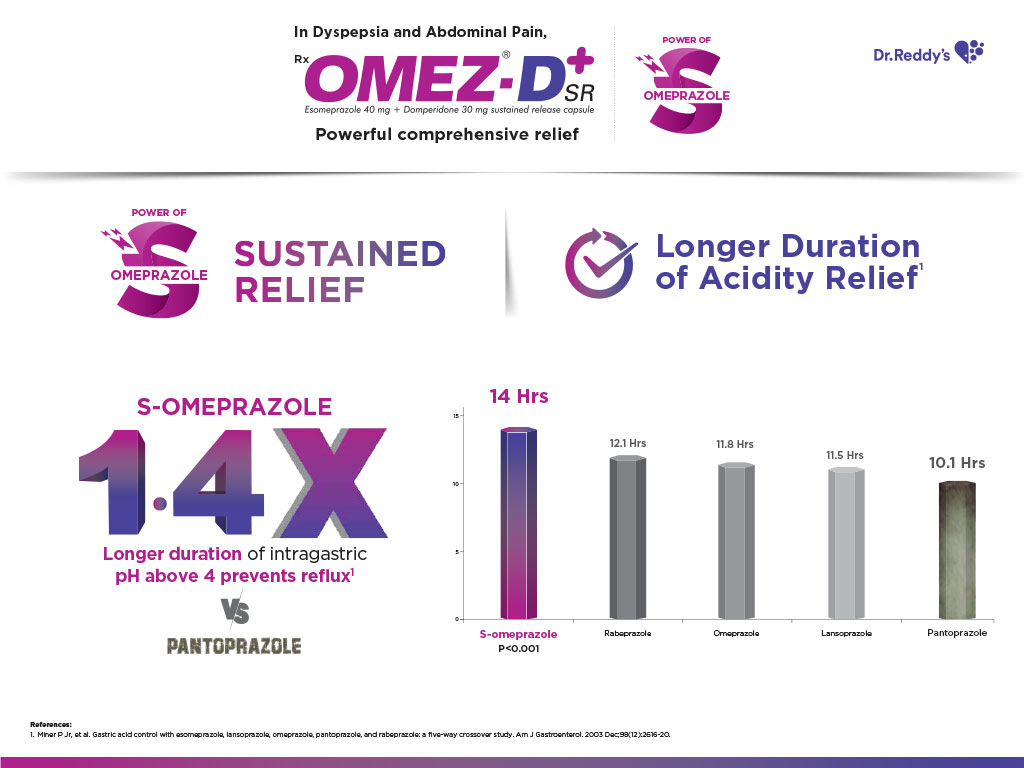 In Dyspepsia and Abdominal Pain,
Rx OMEZ®-D+ SR
Esomeprazole 40 mg + Domperidone 30 mg sustained release capsule
Powerful comprehensive relief
POWER OF
S
OMEPRAZOLE
Dr.Reddy's
POWER OF
S
OMEPRAZOLE
SUSTAINED
RELIEF
Longer Duration
of Acidity Relief1
S-OMEPRAZOLE
1.4X
Longer duration of intragastric
pH above 4 prevents reflux1
VS
PANTOPRAZOLE
14 Hrs
12.1 Hrs
11.8 Hrs
11.5 Hrs
10.1 Hrs
15
10
5
0
S-omeprazole
P<0.001
Rabeprazole
Omeprazole
Lansoprazole
Pantoprazole
References:
1. Miner P Jr, et al. Gastric acid control with esomeprazole, lansoprazole, omeprazole, pantoprazole, and rabeprazole: a five-way crossover study. Am J Gastroenterol. 2003 Dec;98(12):2616-20.